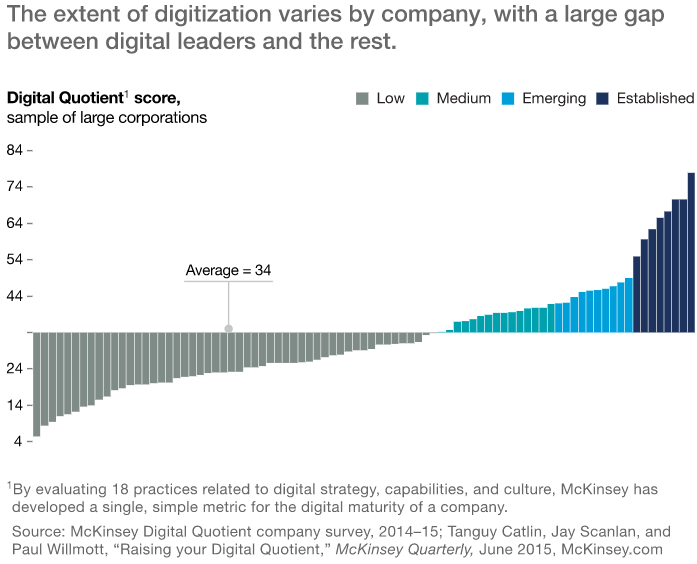 The extent of digitization varies by company, with a large gap
between digital leaders and the rest.
Digital Quotient¹ score,
sample of large corporations
Low Medium Emerging Established
84
74
64
54
Average = 34
44
24
14
4
¹By evaluating 18 practices related to digital strategy, capabilities, and culture, McKinsey has
developed a single, simple metric for the digital maturity of a company.
Source: McKinsey Digital Quotient company survey, 2014–15; Tanguy Catlin, Jay Scanlan, and
Paul Willmott, “Raising your Digital Quotient,” McKinsey Quarterly, June 2015, McKinsey.com